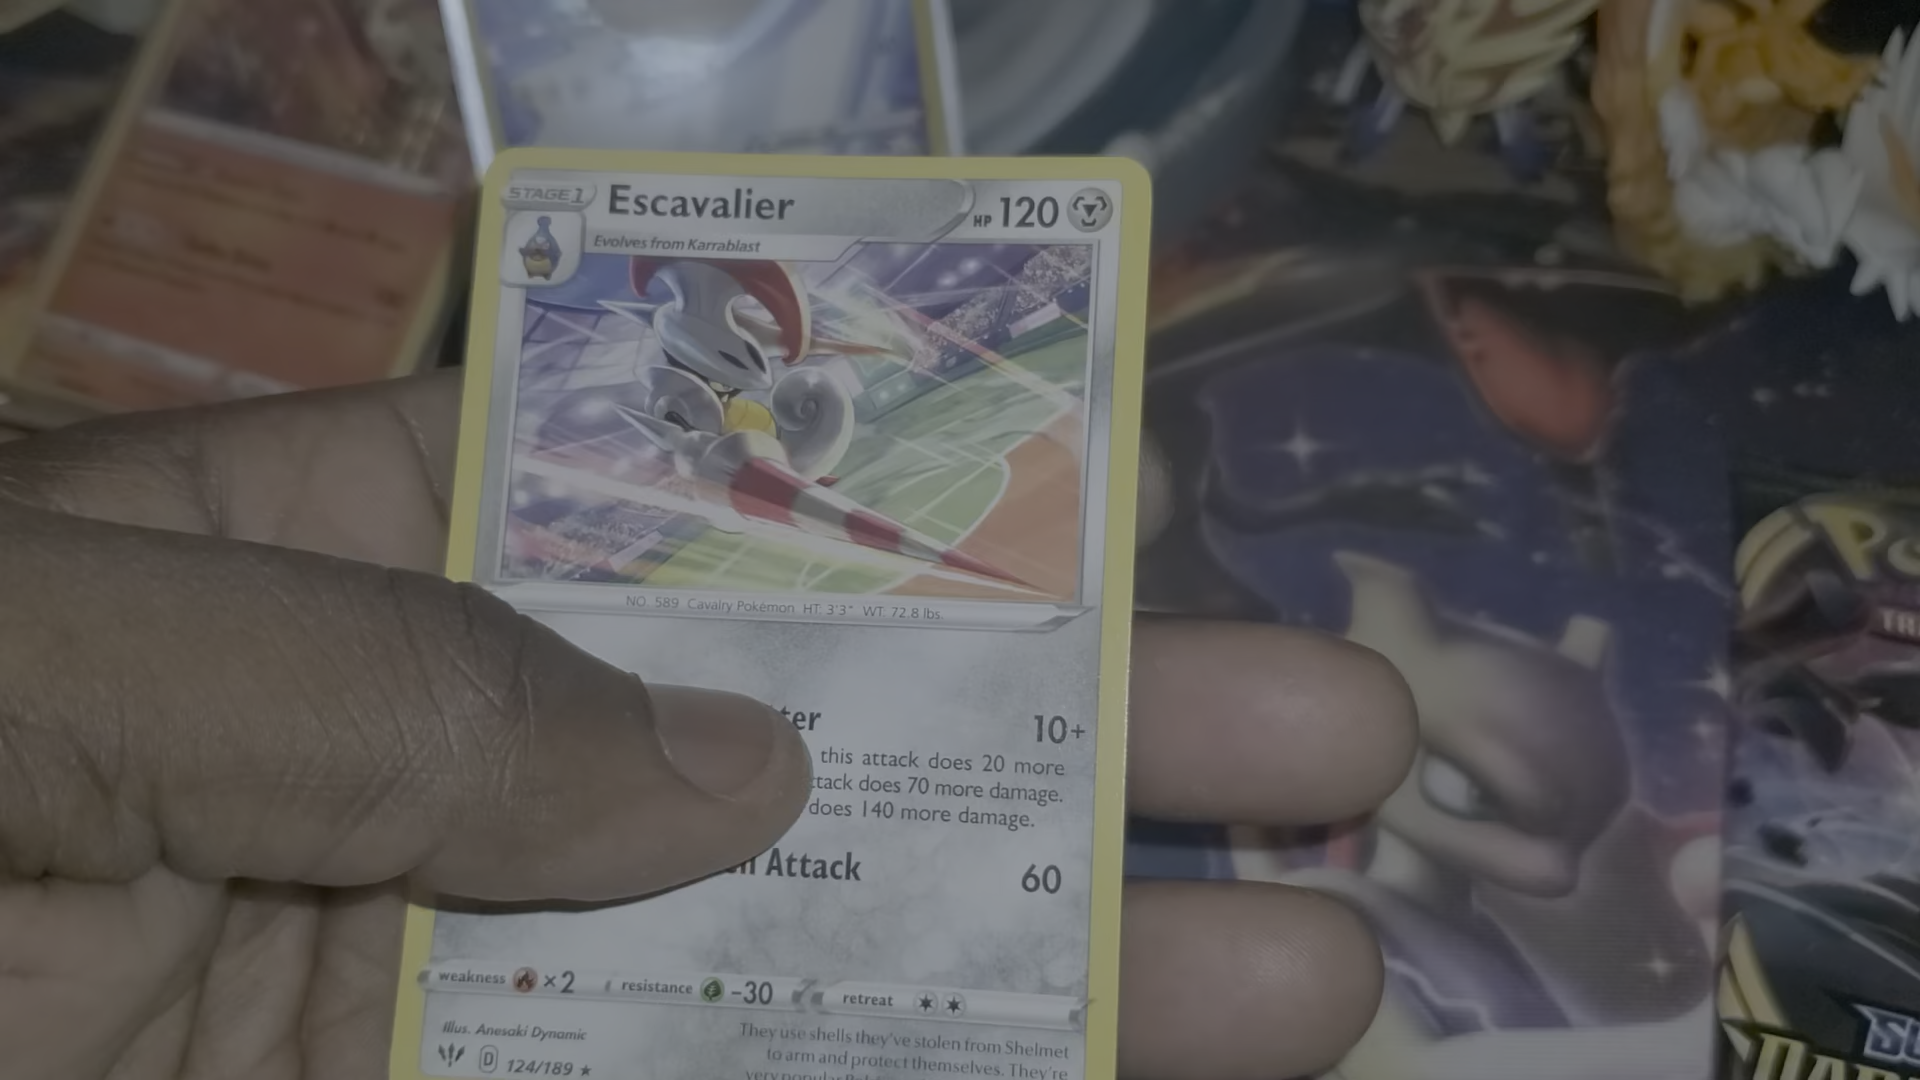 STAGE 1
Escavalier
HP 120
Evolves from Karrablast
NO. 589 Cavalry Pokémon HT: 3'3" WT: 72.8 lbs.
10+
this attack does 20 more
does 70 more damage.
does 140 more damage.
Attack
60
weakness ×2
resistance -30
retreat
Illus. Anesaki Dynamic
D
124/189 ★
They use shells they've stolen from Shelmet
to arm and protect themselves. They're
very popular